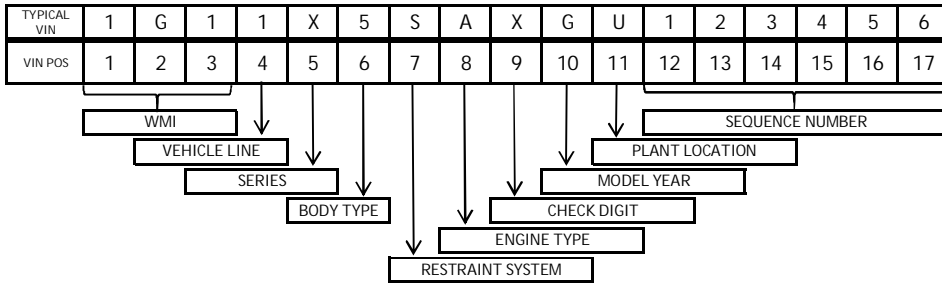 TYPICAL VIN 1 G 1 1 X 5 S A X G U 1 2 3 4 5 6
VIN POS 1 2 3 4 5 6 7 8 9 10 11 12 13 14 15 16 17
WMI SEQUENCE NUMBER
VEHICLE LINE PLANT LOCATION
SERIES MODEL YEAR
BODY TYPE CHECK DIGIT
ENGINE TYPE
RESTRAINT SYSTEM